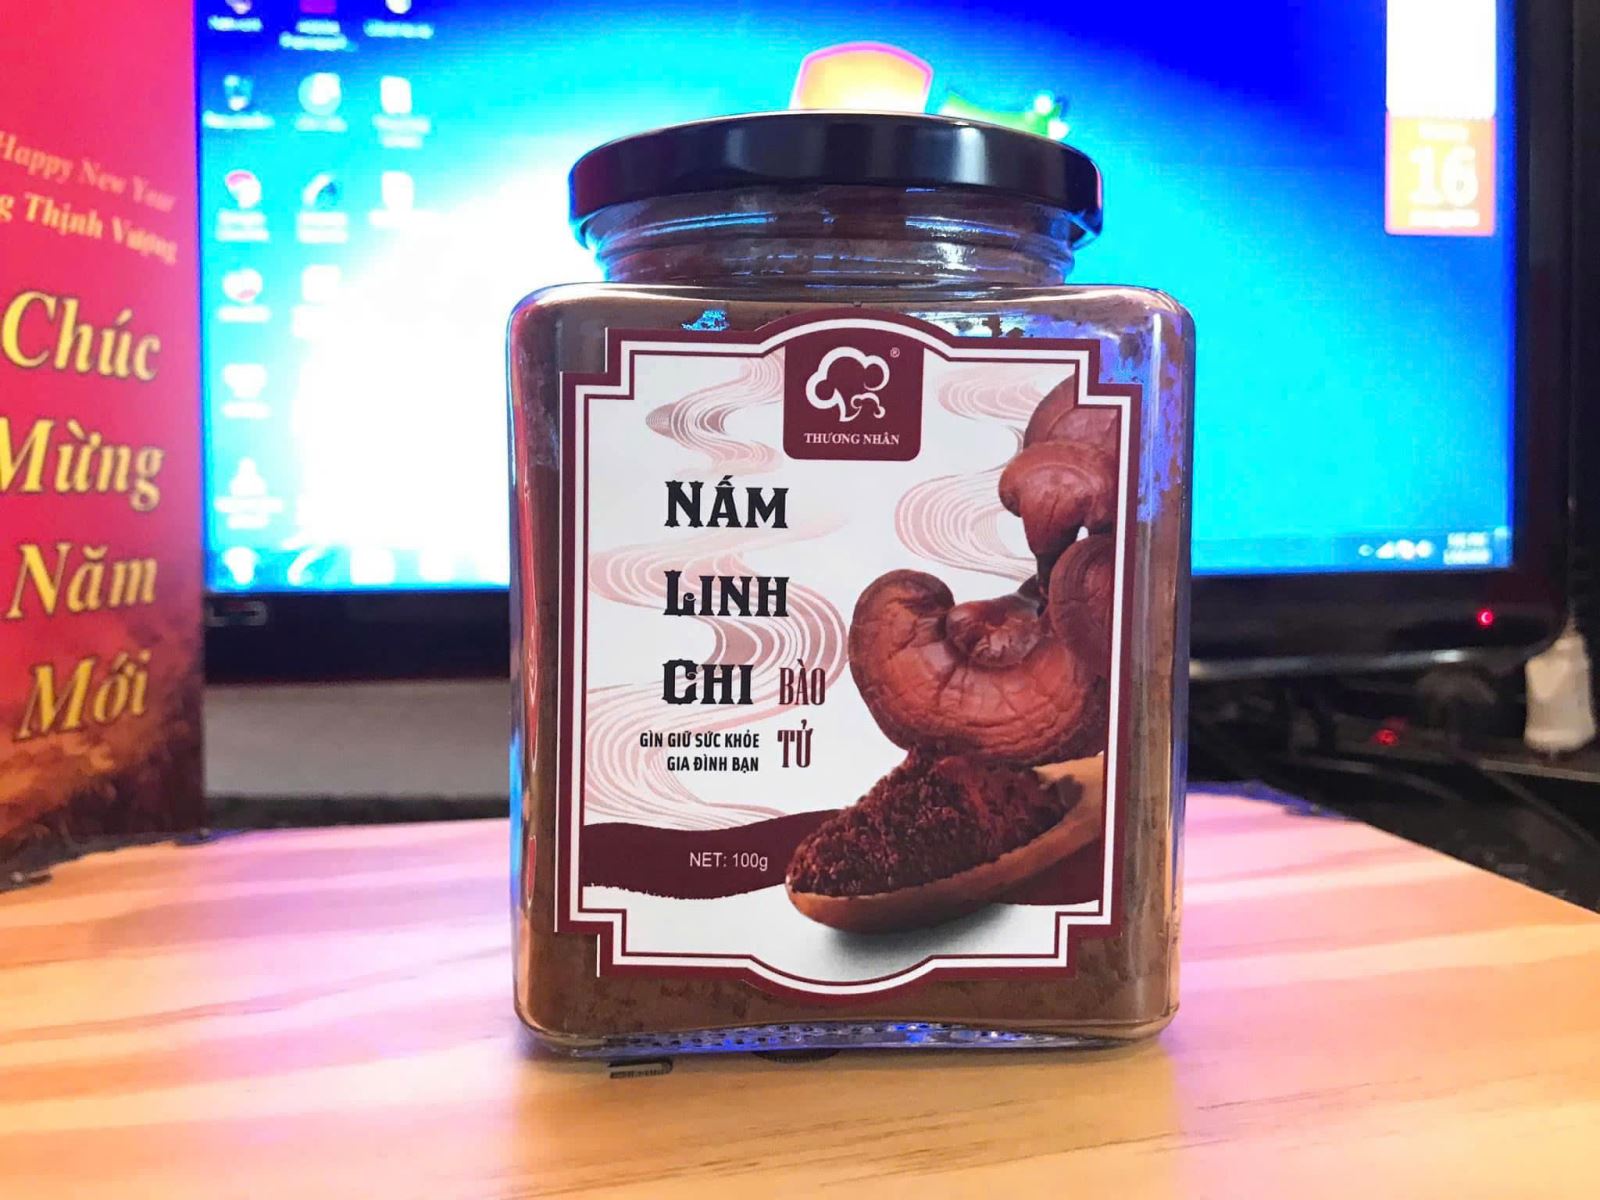 Happy New Year
Thịnh Vượng
Chúc
Mừng
Năm
Mới
16
®
THƯƠNG NHÂN
NẤM
LINH
CHI BÀO
TỬ
GÌN GIỮ SỨC KHỎE
GIA ĐÌNH BẠN
NET: 100g